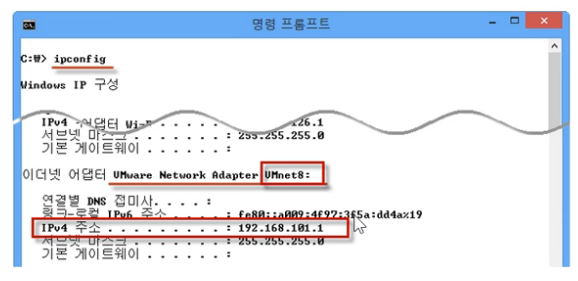 명령 프롬프트
C:₩> ipconfig
Windows IP 구성
IPv4 126.1
서브넷 마스크 . . . . . . . : 255.255.255.0
기본 게이트웨이 . . . . . . :
이더넷 어댑터 VMware Network Adapter VMnet8:
연결별 DNS 접미사. . . . :
링크-로컬 IPv6 주소 . . . . : fe80::a009:4f97:3f5a:dd4a%19
IPv4 주소 . . . . . . . . . : 192.168.101.1
서브넷 마스크 . . . . . . . : 255.255.255.0
기본 게이트웨이 . . . . . . :